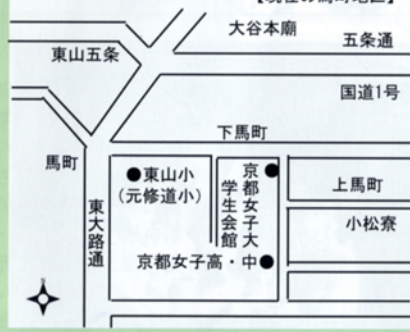 【現在の馬町地区】
大谷本廟
五条通
東山五条
国道1号
下馬町
馬町
●東山小
(元修道小)
京都女子大
学生会館
上馬町
東大路通
小松寮
京都女子高・中●
N